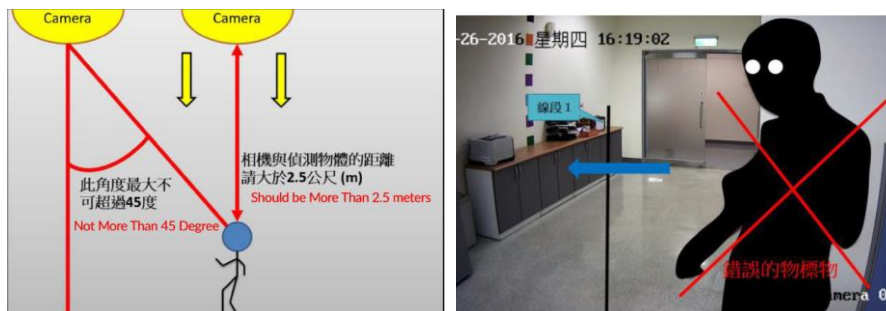 Camera
Camera
此角度最大不
可超過45度
Not More Than 45 Degree
相機與偵測物體的距離
請大於2.5公尺 (m)
Should be More Than 2.5 meters
-26-2016 星期四 16:19:02
線段 1
錯誤的物標物
mera 0